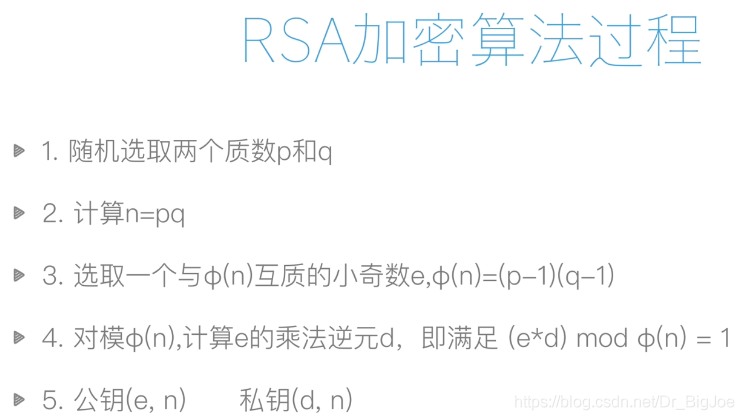 RSA加密算法过程
1. 随机选取两个质数p和q
2. 计算n=pq
3. 选取一个与φ(n)互质的小奇数e,φ(n)=(p-1)(q-1)
4. 对模φ(n),计算e的乘法逆元d，即满足 (e*d) mod φ(n) = 1
5. 公钥(e, n) 私钥(d, n)
https://blog.csdn.net/Dr_BigJoe